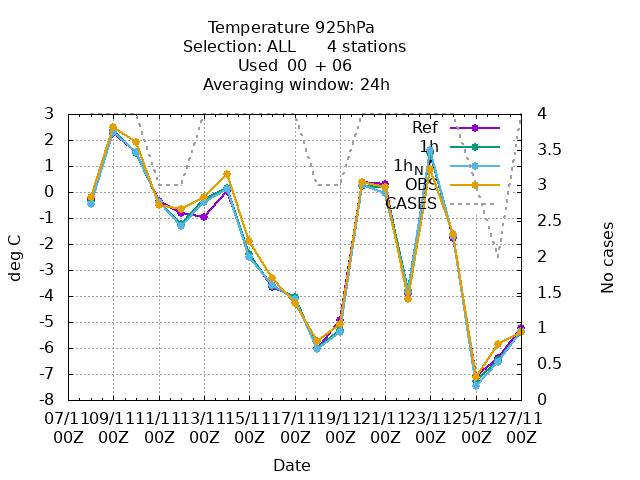 Temperature 925hPa
Selection: ALL 4 stations
Used 00 + 06
Averaging window: 24h
3
2
1
0
-1
-2
-3
-4
-5
-6
-7
-8
deg C
4
3.5
3
2.5
2
1.5
1
0.5
0
No cases
Ref
1h
1hN
OBS
CASES
07/11 09/11 11/11 13/11 15/11 17/11 19/11 21/11 23/11 25/11 27/11
00Z 00Z 00Z 00Z 00Z 00Z 00Z 00Z 00Z 00Z 00Z
Date